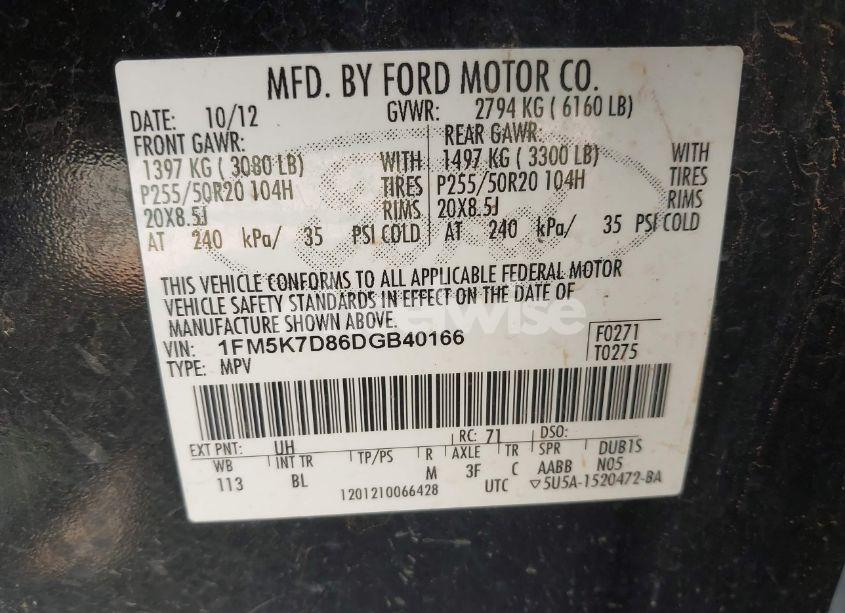 MFD. BY FORD MOTOR CO.
DATE: 10/12 GVWR: 2794 KG ( 6160 LB)
FRONT GAWR: REAR GAWR:
1397 KG ( 3080 LB) WITH 1497 KG ( 3300 LB) WITH
P255/50R20 104H TIRES P255/50R20 104H TIRES
20X8.5J RIMS 20X8.5J RIMS
AT 240 kPa/ 35 PSI COLD AT 240 kPa/ 35 PSI COLD
THIS VEHICLE CONFORMS TO ALL APPLICABLE FEDERAL MOTOR
VEHICLE SAFETY STANDARDS IN EFFECT ON THE DATE OF
MANUFACTURE SHOWN ABOVE.
VIN: 1FM5K7D86DGB40166 F0271
TYPE: MPV T0275
EXT PNT: UH RC: 71 DSO:
WB INT TR TP/PS R AXLE TR SPR DUB1S
113 BL M 3F C AABB N05
1201210066428 UTC ▽5U5A-1520472-BA